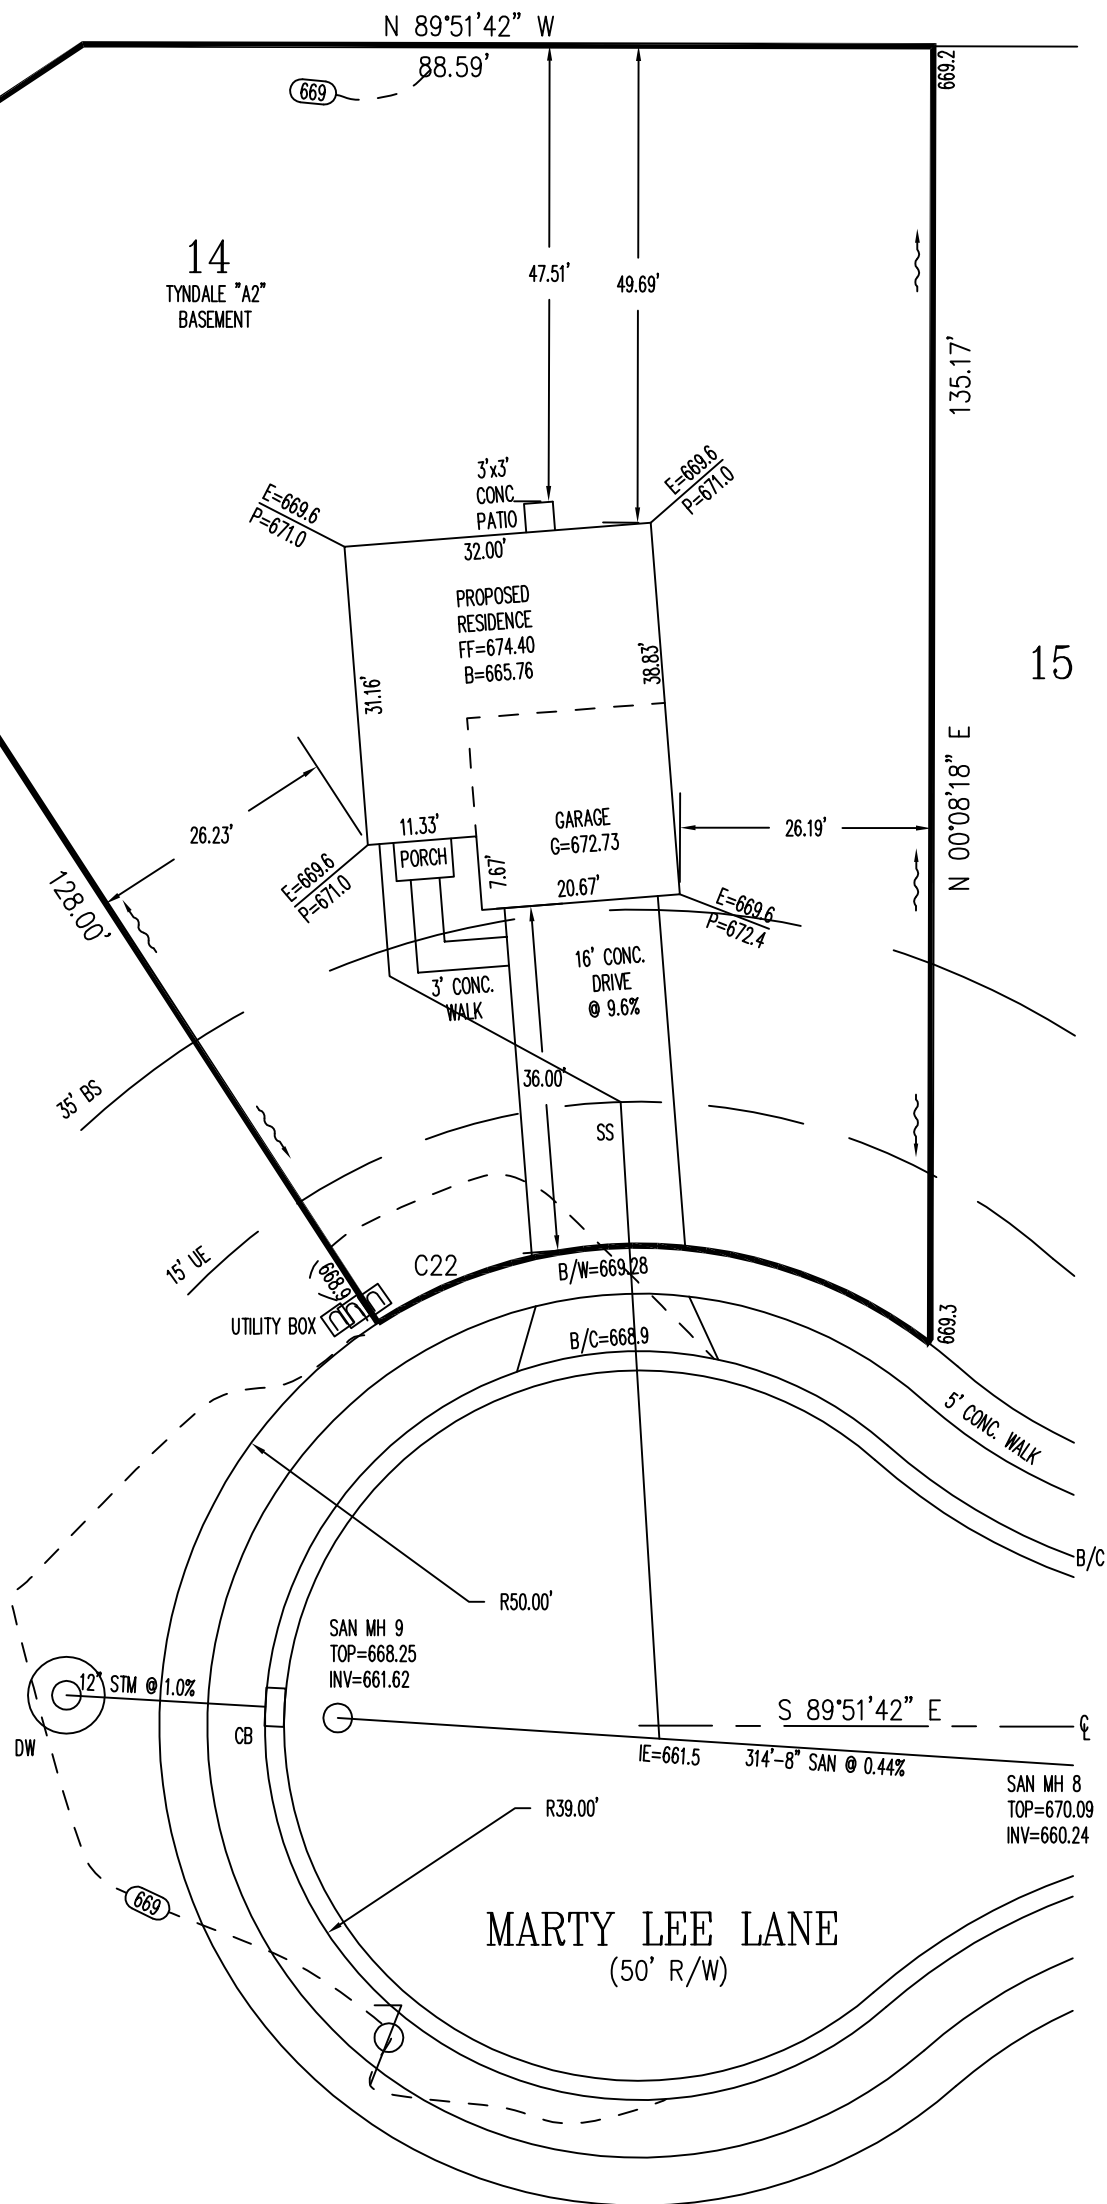 N 89°51'42" W
88.59'
669
669.2
14
TYNDALE "A2"
BASEMENT
47.51'
49.69'
135.17'
3'x3'
CONC
PATIO
E=669.6
P=671.0
E=669.6
P=671.0
32.00'
PROPOSED
RESIDENCE
FF=674.40
B=665.76
31.16'
38.83'
15
N 00°08'18" E
26.23'
11.33'
PORCH
GARAGE
G=672.73
26.19'
7.67'
20.67'
E=669.6
P=671.0
E=669.6
P=672.4
128.00'
16' CONC.
DRIVE
@ 9.6%
3' CONC.
WALK
35' BS
36.00'
SS
15' UE
668.9
C22
B/W=669.28
UTILITY BOX
B/C=668.9
669.3
5' CONC. WALK
B/C
R50.00'
SAN MH 9
TOP=668.25
INV=661.62
12" STM @ 1.0%
DW
CB
S 89°51'42" E
℄
IE=661.5
314'-8" SAN @ 0.44%
SAN MH 8
TOP=670.09
INV=660.24
R39.00'
669
MARTY LEE LANE
(50' R/W)